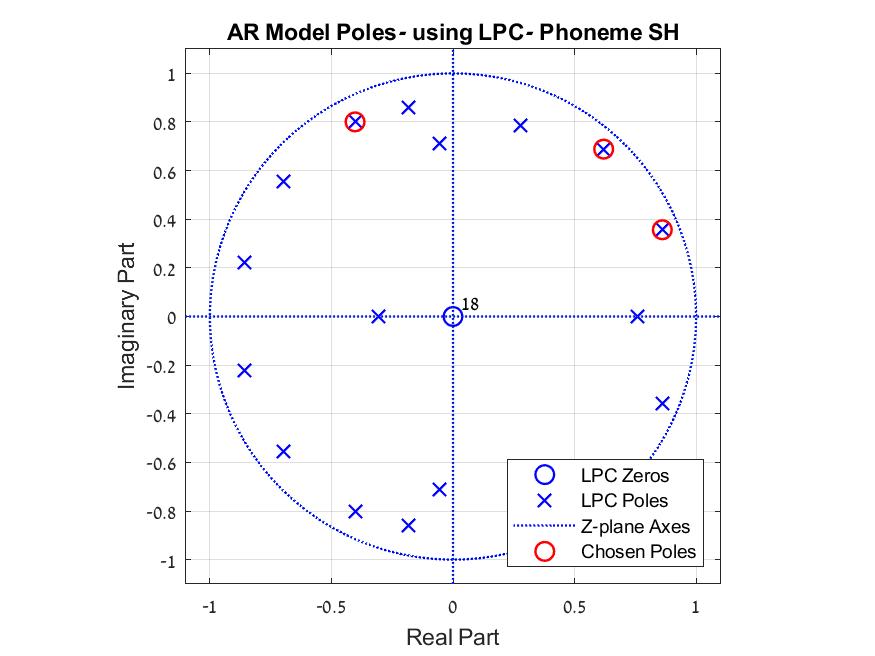 AR Model Poles- using LPC- Phoneme SH
1
0.8
0.6
0.4
0.2
0
-0.2
-0.4
-0.6
-0.8
-1
Imaginary Part
18
LPC Zeros
LPC Poles
Z-plane Axes
Chosen Poles
-1
-0.5
0
0.5
1
Real Part